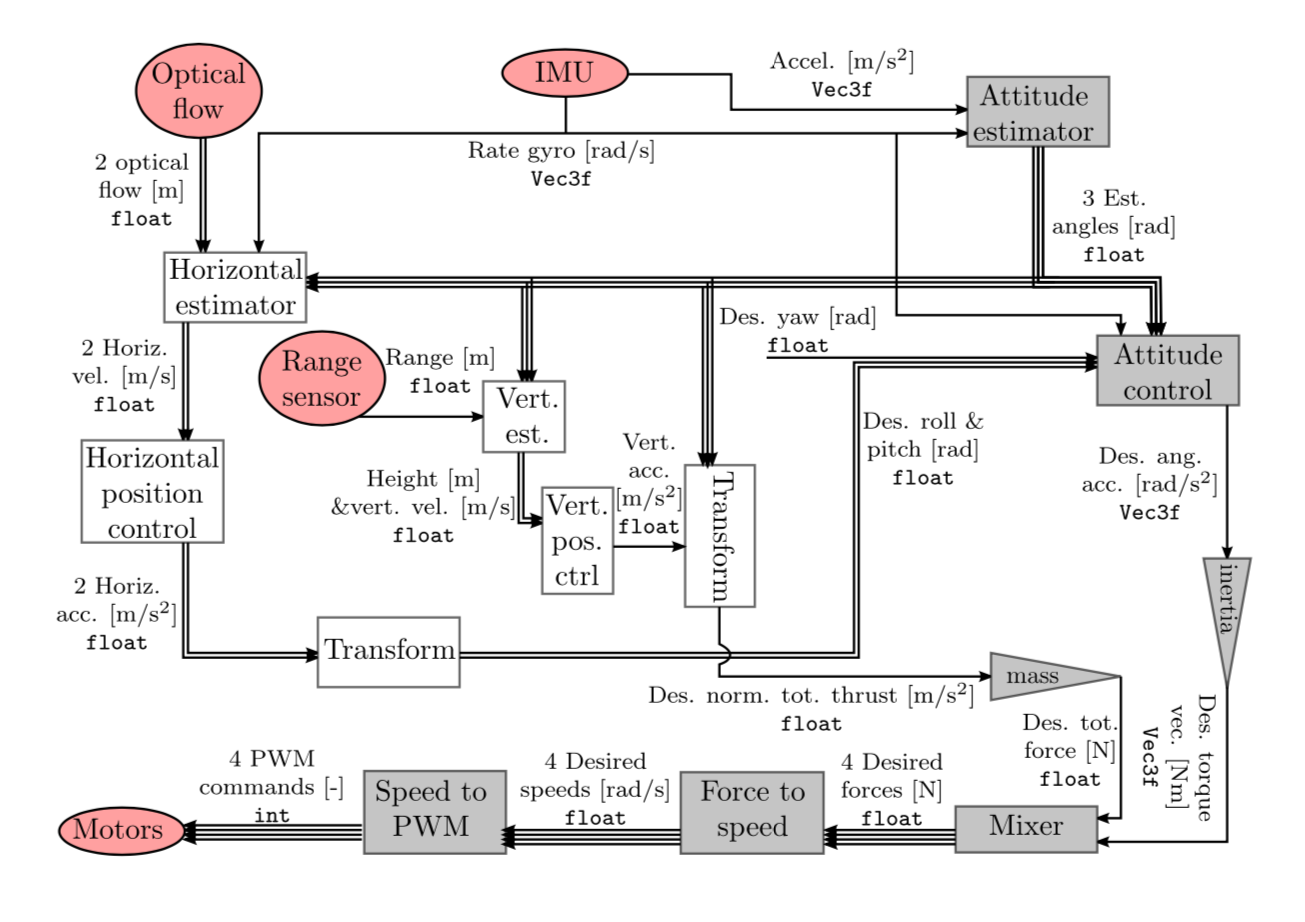 Optical
flow
IMU
Accel. [m/s²]
Vec3f
Attitude
estimator
Rate gyro [rad/s]
Vec3f
2 optical
flow [m]
float
3 Est.
angles [rad]
float
Horizontal
estimator
Des. yaw [rad]
float
2 Horiz.
vel. [m/s]
float
Range
sensor
Range [m]
float
Vert.
est.
Attitude
control
Des. roll &
pitch [rad]
float
Horizontal
position
control
Height [m]
&vert. vel. [m/s]
float
Vert.
pos.
ctrl
Vert.
acc.
[m/s²]
float
Transform
Des. ang.
acc. [rad/s²]
Vec3f
inertia
2 Horiz.
acc. [m/s²]
float
Transform
Des. norm. tot. thrust [m/s²]
float
mass
Des. tot.
force [N]
float
Des. torque
vec. [Nm]
Vec3f
4 PWM
commands [-]
int
4 Desired
speeds [rad/s]
float
4 Desired
forces [N]
float
Motors
Speed to
PWM
Force to
speed
Mixer